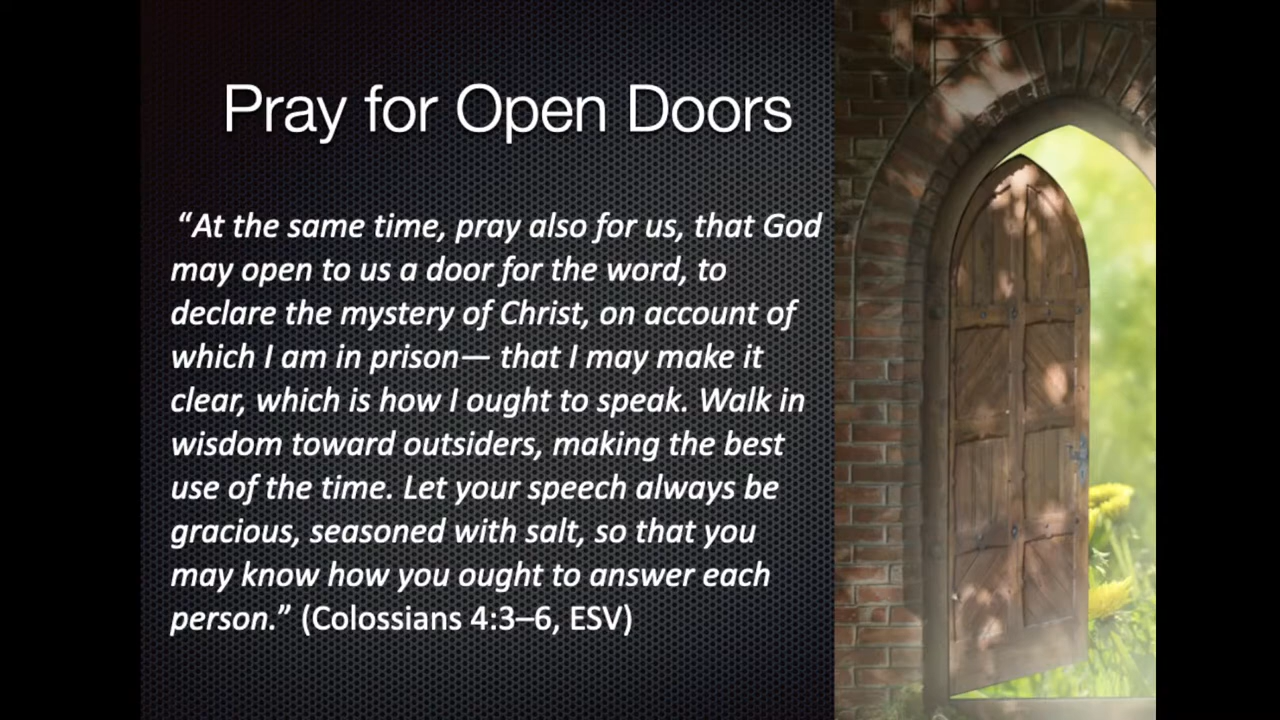 Pray for Open Doors
“At the same time, pray also for us, that God
may open to us a door for the word, to
declare the mystery of Christ, on account of
which I am in prison— that I may make it
clear, which is how I ought to speak. Walk in
wisdom toward outsiders, making the best
use of the time. Let your speech always be
gracious, seasoned with salt, so that you
may know how you ought to answer each
person.” (Colossians 4:3–6, ESV)